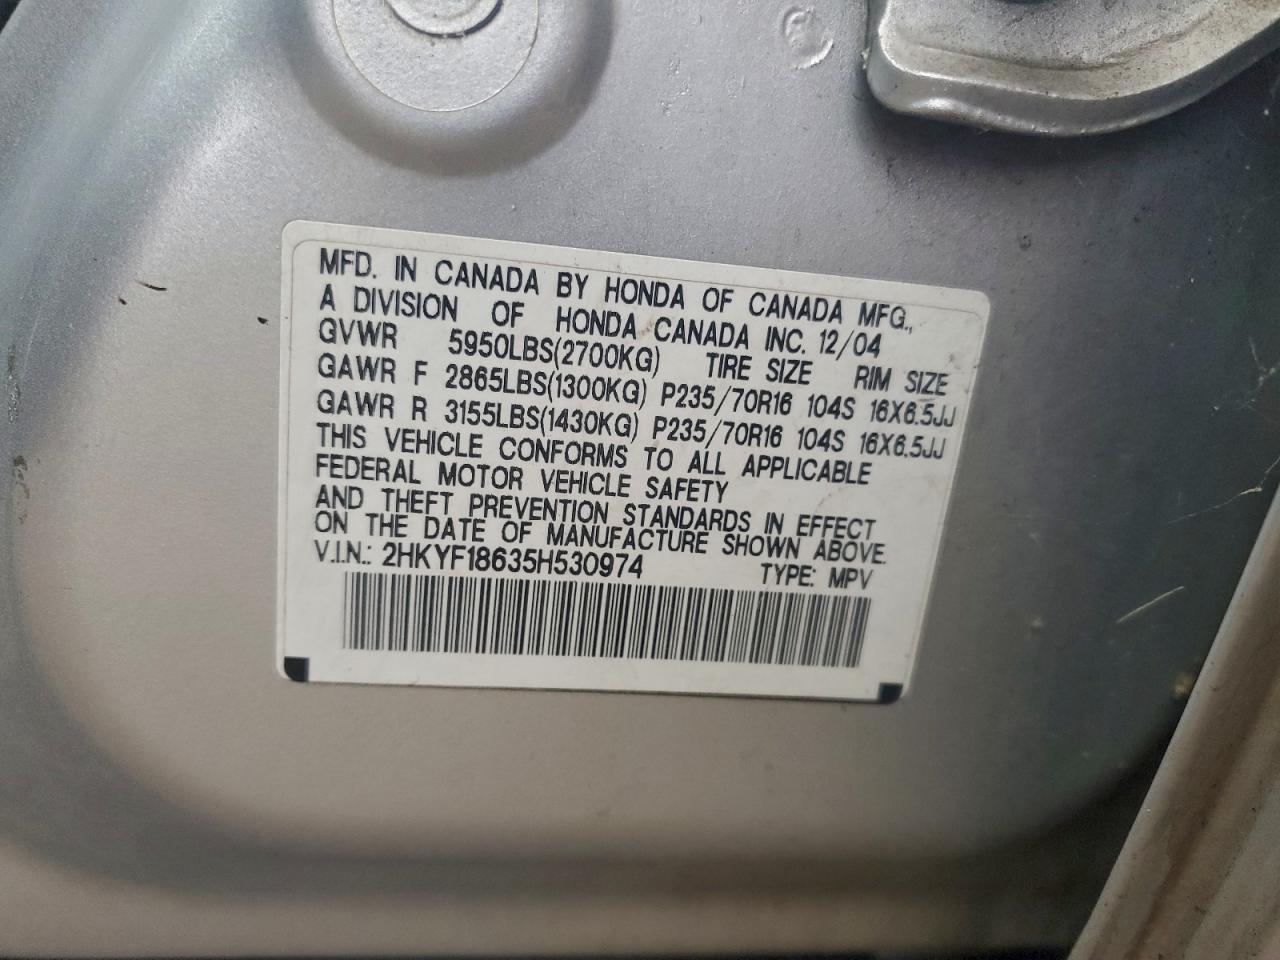 MFD. IN CANADA BY HONDA OF CANADA MFG.,
A DIVISION OF HONDA CANADA INC. 12/04
GVWR 5950LBS(2700KG) TIRE SIZE RIM SIZE
GAWR F 2865LBS(1300KG) P235/70R16 104S 16X6.5JJ
GAWR R 3155LBS(1430KG) P235/70R16 104S 16X6.5JJ
THIS VEHICLE CONFORMS TO ALL APPLICABLE
FEDERAL MOTOR VEHICLE SAFETY
AND THEFT PREVENTION STANDARDS IN EFFECT
ON THE DATE OF MANUFACTURE SHOWN ABOVE.
V.I.N.: 2HKYF18635H530974 TYPE: MPV